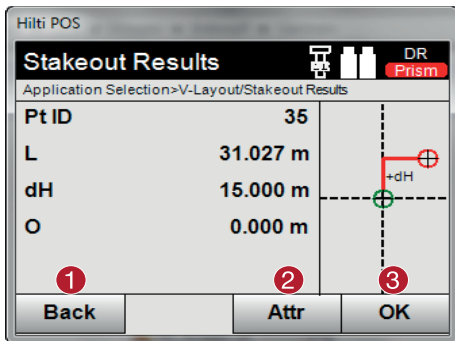 Hilti POS
Stakeout Results
DR
Prism
Application Selection>V-Layout/Stakeout Results
Pt ID 35
L 31.027 m
dH 15.000 m
+dH
O 0.000 m
1 2 3
Back Attr OK